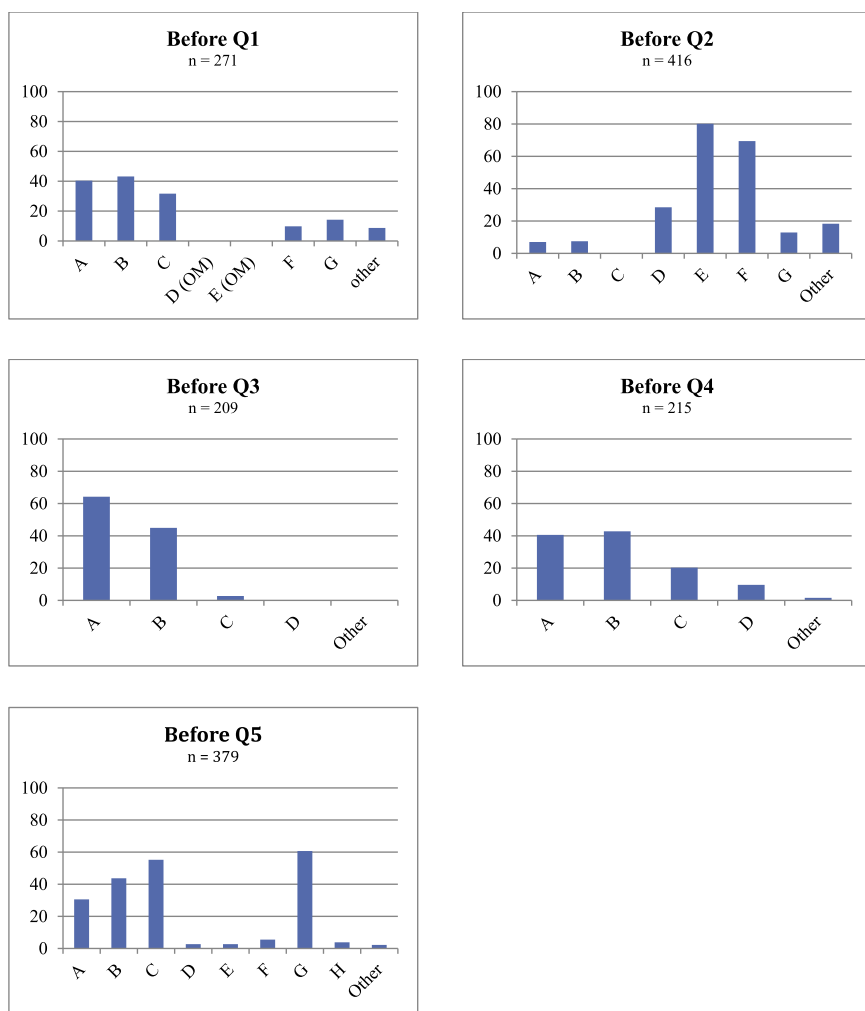 Before Q1
n = 271
100
80
60
40
20
0
A B C D (OM) E (OM) F G other
Before Q2
n = 416
100
80
60
40
20
0
A B C D E F G Other
Before Q3
n = 209
100
80
60
40
20
0
A B C D Other
Before Q4
n = 215
100
80
60
40
20
0
A B C D Other
Before Q5
n = 379
100
80
60
40
20
0
A B C D E F G H Other